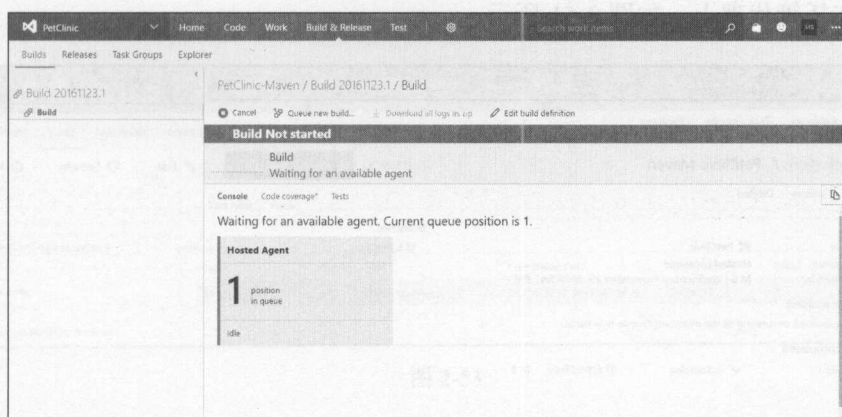 PetClinic Home Code Work Build & Release Test Search work items MS ...
Builds Releases Task Groups Explorer
Build 20161123.1
Build
PetClinic-Maven / Build 20161123.1 / Build
Cancel Queue new build... Download all logs as zip Edit build definition
Build Not started
Build
Waiting for an available agent
Console Code coverage* Tests
Waiting for an available agent. Current queue position is 1.
Hosted Agent
1 position
in queue
Idle